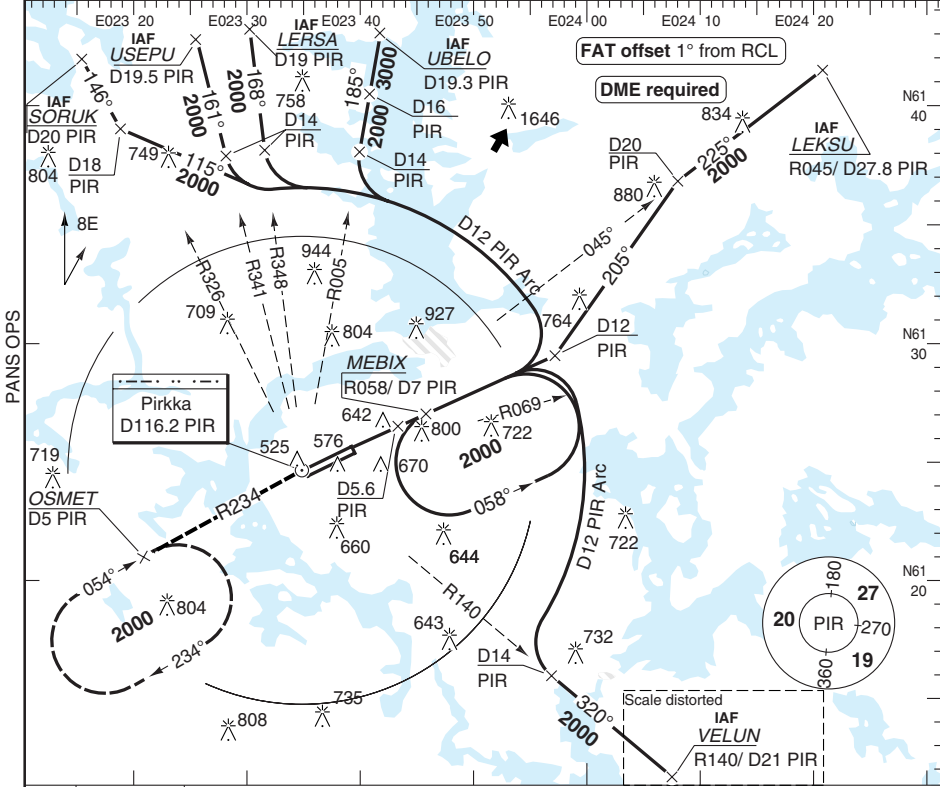 E023 20
E023 30
E023 40
E023 50
E024 00
E024 10
E024 20
IAF
USEPU
D19.5 PIR
IAF
LERSA
D19 PIR
IAF
UBELO
D19.3 PIR
FAT offset 1° from RCL
DME required
N61
40
146°
IAF
SORUK
D20 PIR
804
D18
PIR
749
115°
2000
161°
2000
168°
2000
758
D14
PIR
185°
3000
2000
D16
PIR
D14
PIR
1646
834
IAF
LEKSU
R045/ D27.8 PIR
225°
2000
D20
PIR
880
045°
205°
8E
D12 PIR Arc
R326
R341
R348
R005
944
709
804
927
764
D12
PIR
N61
30
PANS OPS
MEBIX
R058/ D7 PIR
Pirkka
D116.2 PIR
642
800
R069
722
2000
525
576
670
058°
D5.6
PIR
719
OSMET
D5 PIR
R234
660
644
D12 PIR Arc
722
N61
20
054°
804
2000
234°
R140
643
732
D14
PIR
180
27
20
PIR
270
19
360
735
808
320°
2000
Scale distorted
IAF
VELUN
R140/ D21 PIR